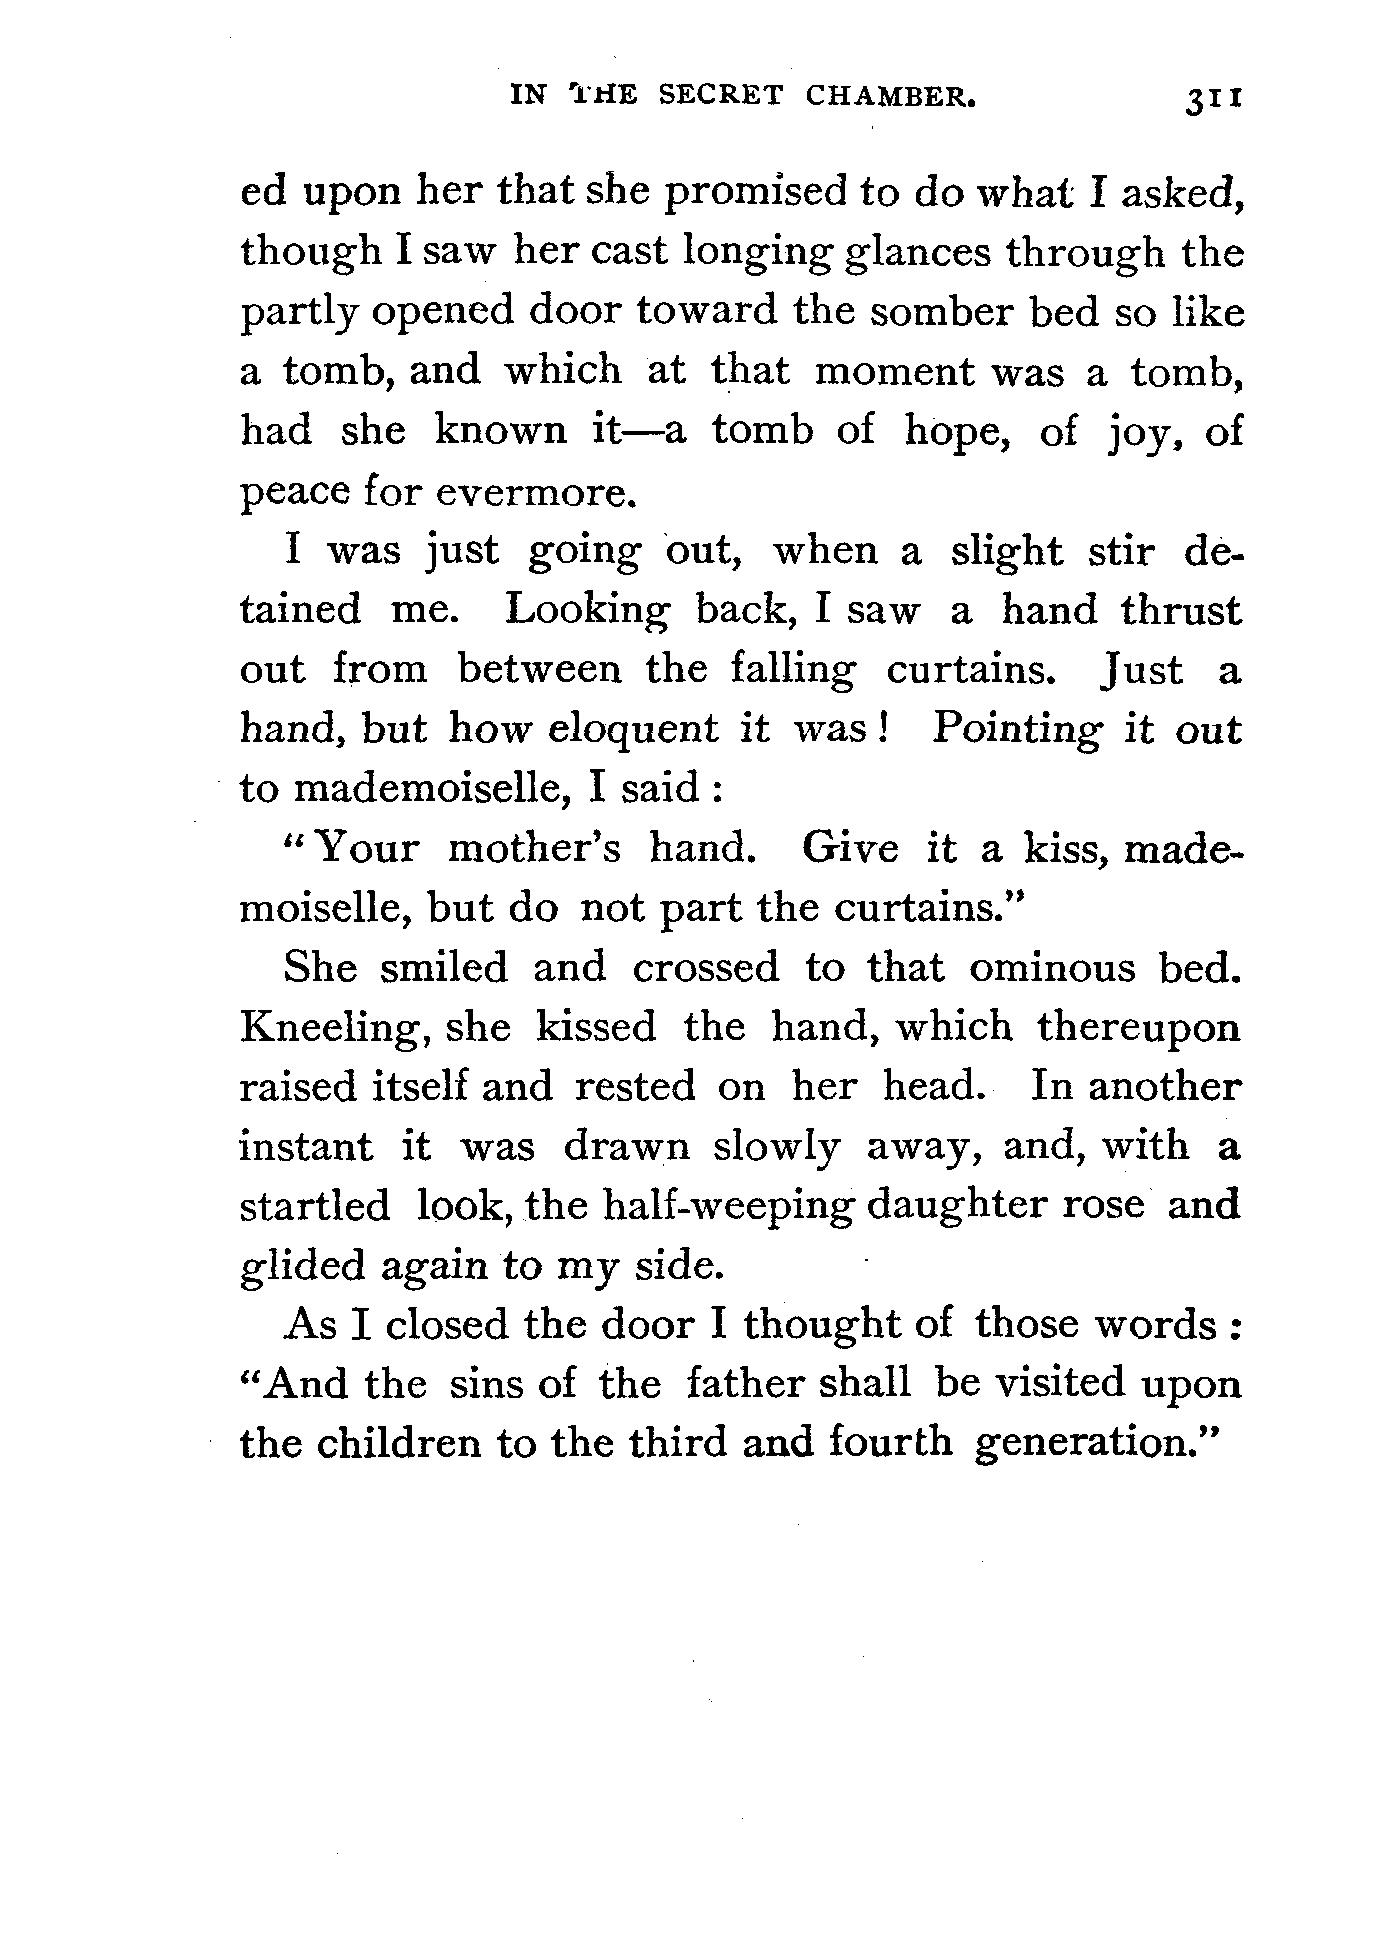 IN THE SECRET CHAMBER. 311
ed upon her that she promised to do what I asked,
though I saw her cast longing glances through the
partly opened door toward the somber bed so like
a tomb, and which at that moment was a tomb,
had she known it—a tomb of hope, of joy, of
peace for evermore.
I was just going out, when a slight stir de-
tained me. Looking back, I saw a hand thrust
out from between the falling curtains. Just a
hand, but how eloquent it was ! Pointing it out
to mademoiselle, I said :
“Your mother’s hand. Give it a kiss, made-
moiselle, but do not part the curtains.”
She smiled and crossed to that ominous bed.
Kneeling, she kissed the hand, which thereupon
raised itself and rested on her head. In another
instant it was drawn slowly away, and, with a
startled look, the half-weeping daughter rose and
glided again to my side.
As I closed the door I thought of those words :
“And the sins of the father shall be visited upon
the children to the third and fourth generation.”